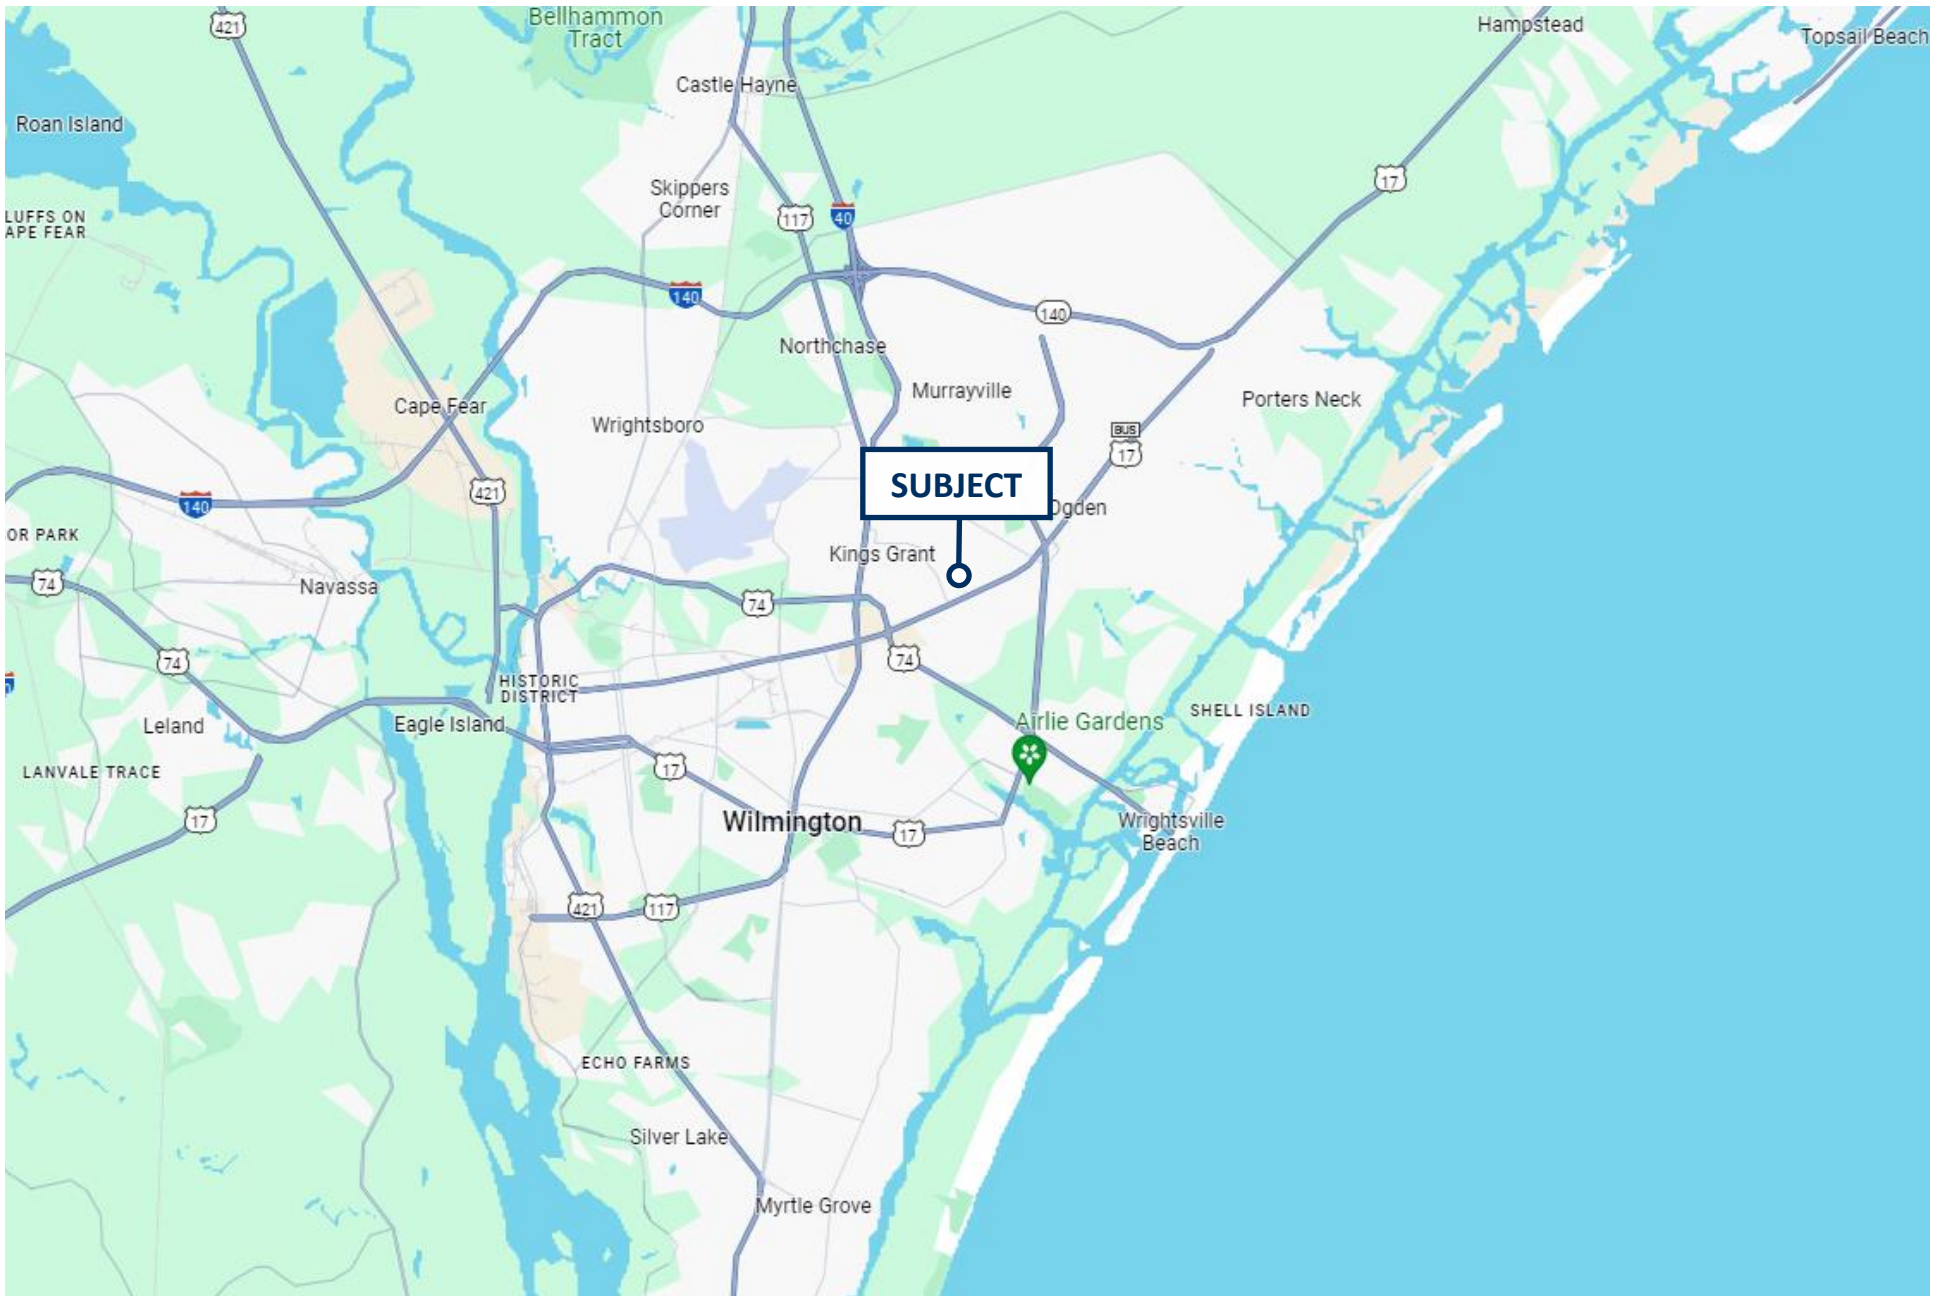 Bellhammon
Tract
421
Hampstead
Topsail Beach
Castle Hayne
Roan Island
17
Skippers
Corner
117
40
LUFFS ON
APE FEAR
140
140
Northchase
Murrayville
Cape Fear
Porters Neck
Wrightsboro
BUS
17
SUBJECT
421
140
Ogden
OR PARK
Kings Grant
74
Navassa
74
74
74
HISTORIC
DISTRICT
SHELL ISLAND
Leland
Eagle Island
Airlie Gardens
LANVALE TRACE
17
17
Wilmington
17
Wrightsville
Beach
421
117
ECHO FARMS
Silver Lake
Myrtle Grove